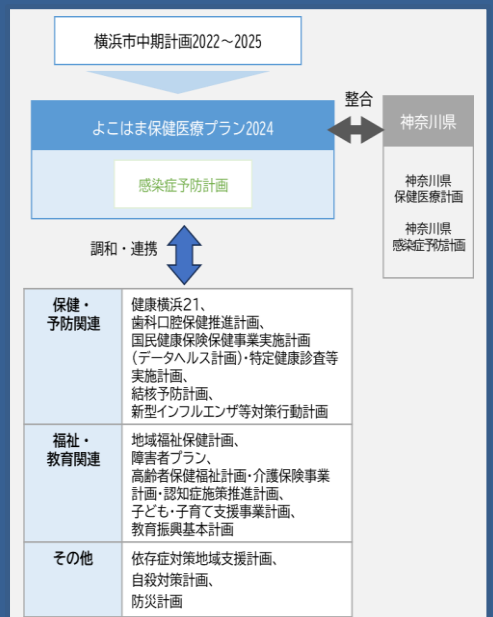 横浜市中期計画2022～2025
よこはま保健医療プラン2024
感染症予防計画
整合
神奈川県
神奈川県
保健医療計画
神奈川県
感染症予防計画
調和・連携
保健・
予防関連
健康横浜21、
歯科口腔保健推進計画、
国民健康保険保健事業実施計画
(データヘルス計画)・特定健康診査等
実施計画、
結核予防計画、
新型インフルエンザ等対策行動計画
福祉・
教育関連
地域福祉保健計画、
障害者プラン、
高齢者保健福祉計画・介護保険事業
計画・認知症施策推進計画、
子ども・子育て支援事業計画、
教育振興基本計画
その他
依存症対策地域支援計画、
自殺対策計画、
防災計画